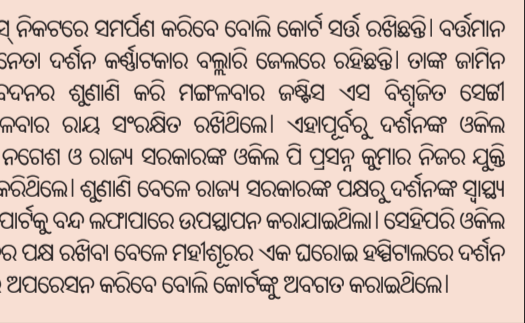 ନିକଟରେ ସମର୍ପଣ କରିବେ ବୋଲି କୋର୍ଟ ସର୍ତ୍ତ ରଖିଛନ୍ତି। ବର୍ତ୍ତମାନ
ନେତା ଦର୍ଶନ କର୍ଣ୍ଣାଟକାର ବଲ୍ଲାରି ଜେଲରେ ରହିଛନ୍ତି। ତାଙ୍କ ଜାମିନ
ବଦନର ଶୁଣାଣି କରି ମଙ୍ଗଳବାର ଜଷ୍ଟିସ ଏସ ବିଶ୍ୱଜିତ ସେଟ୍ଟୀ
ଳବାର ରାୟ ସଂରକ୍ଷିତ ରଖିଥିଲେ। ଏହାପୂର୍ବରୁ ଦର୍ଶନଙ୍କ ଓକିଲ
ନଗେଶ ଓ ରାଜ୍ୟ ସରକାରଙ୍କ ଓକିଲ ପି ପ୍ରସନ୍ନ କୁମାର ନିଜର ଯୁକ୍ତି
କରିଥିଲେ। ଶୁଣାଣି ବେଳେ ରାଜ୍ୟ ସରକାରଙ୍କ ପକ୍ଷରୁ ଦର୍ଶନଙ୍କ ସ୍ୱାସ୍ଥ୍ୟ
ପୋର୍ଟକୁ ବନ୍ଦ ଲଫାପାରେ ଉପସ୍ଥାପନ କରାଯାଇଥିଲା। ସେହିପରି ଓକିଲ
ର ପକ୍ଷ ରଖିବା ବେଳେ ମହୀଶୂରର ଏକ ଘରୋଇ ହସ୍ପିଟାଲରେ ଦର୍ଶନ
ଅପରେସନ କରିବେ ବୋଲି କୋର୍ଟଙ୍କୁ ଅବଗତ କରାଇଥିଲେ।